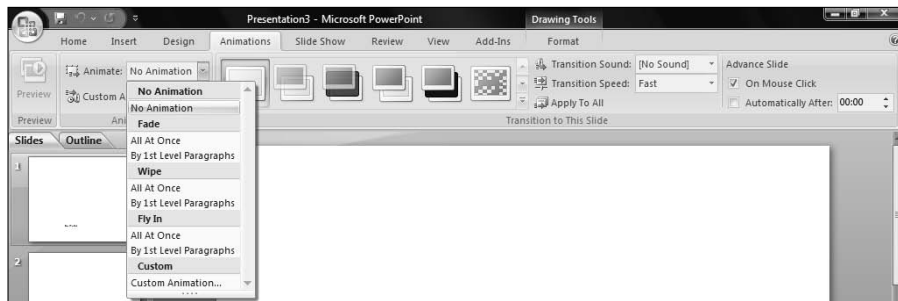 Presentation3 - Microsoft PowerPoint Drawing Tools
Home Insert Design Animations Slide Show Review View Add-Ins Format
Preview
Animate: No Animation
Custom A
Preview Ani
No Animation
No Animation
Fade
All At Once
By 1st Level Paragraphs
Wipe
All At Once
By 1st Level Paragraphs
Fly In
All At Once
By 1st Level Paragraphs
Custom
Custom Animation...
Transition Sound: [No Sound]
Transition Speed: Fast
Apply To All
Transition to This Slide
Advance Slide
On Mouse Click
Automatically After: 00:00
Slides Outline
1
2